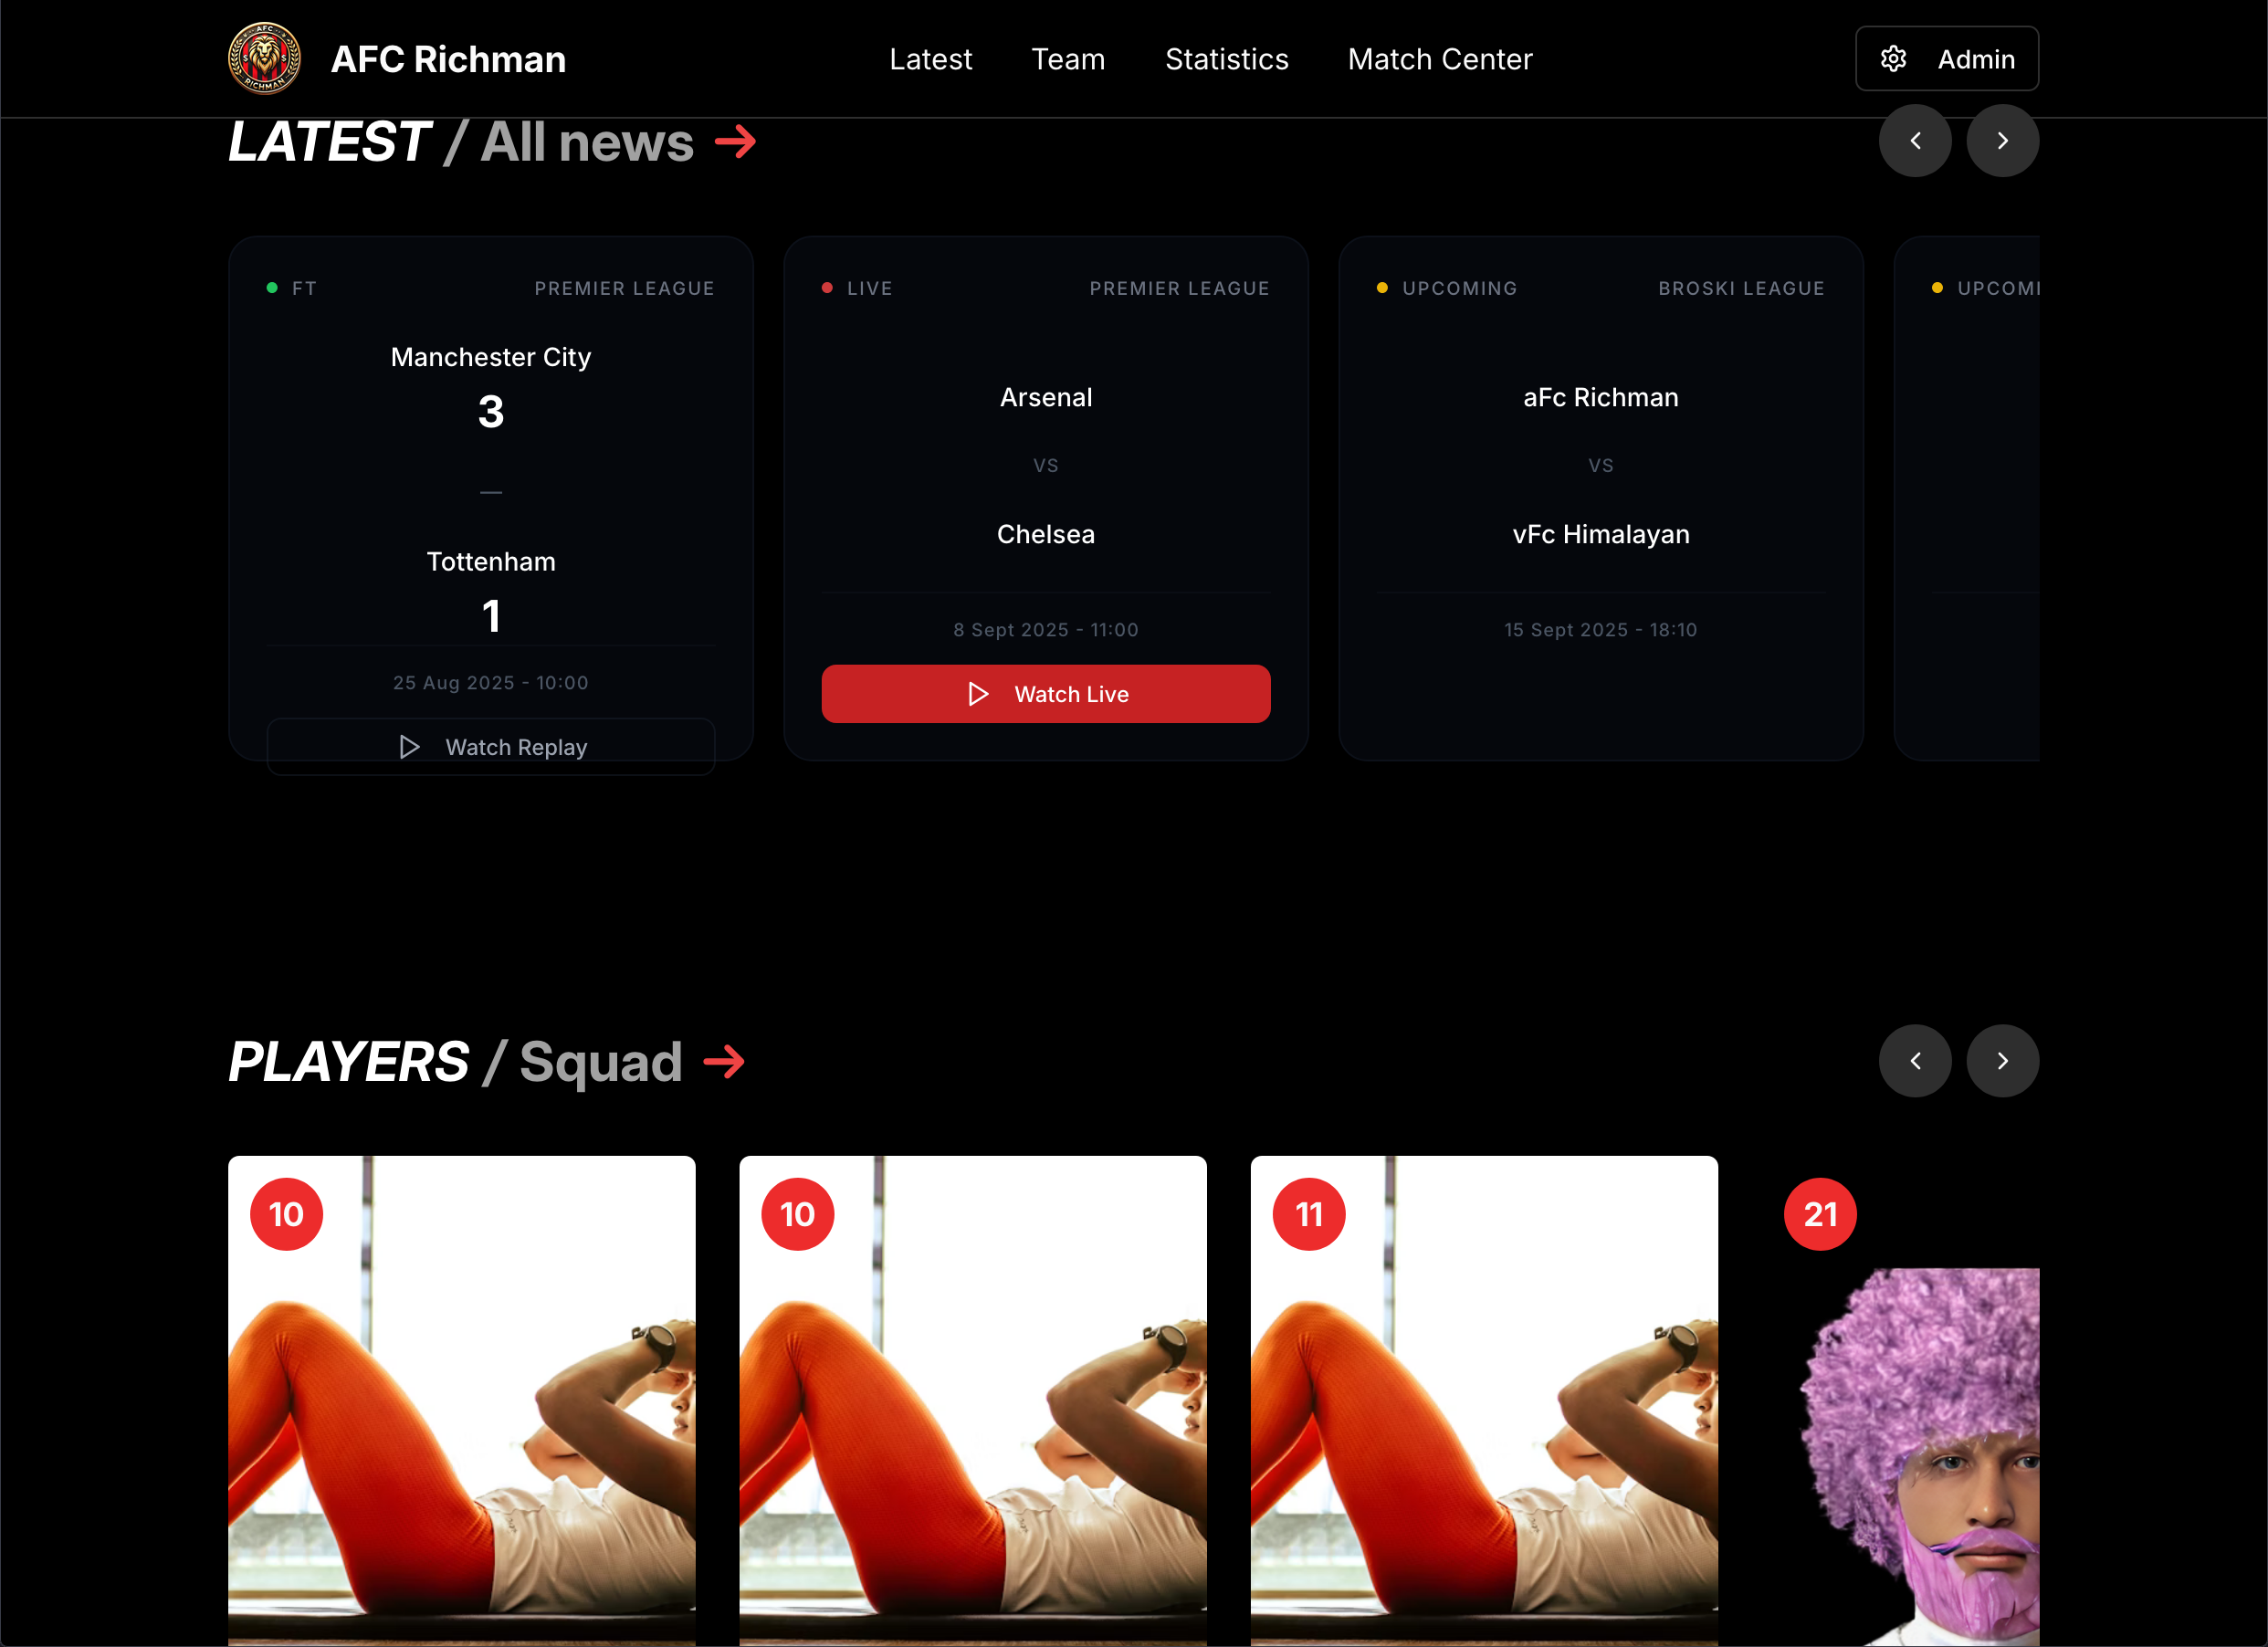 AFC
RICHMAN
AFC Richman
Latest
Team
Statistics
Match Center
Admin
LATEST / All news →
FT
PREMIER LEAGUE
Manchester City
3
—
Tottenham
1
25 Aug 2025 - 10:00
Watch Replay
LIVE
PREMIER LEAGUE
Arsenal
VS
Chelsea
8 Sept 2025 - 11:00
Watch Live
UPCOMING
BROSKI LEAGUE
aFc Richman
VS
vFc Himalayan
15 Sept 2025 - 18:10
UPCOMI
PLAYERS / Squad →
10
10
11
21